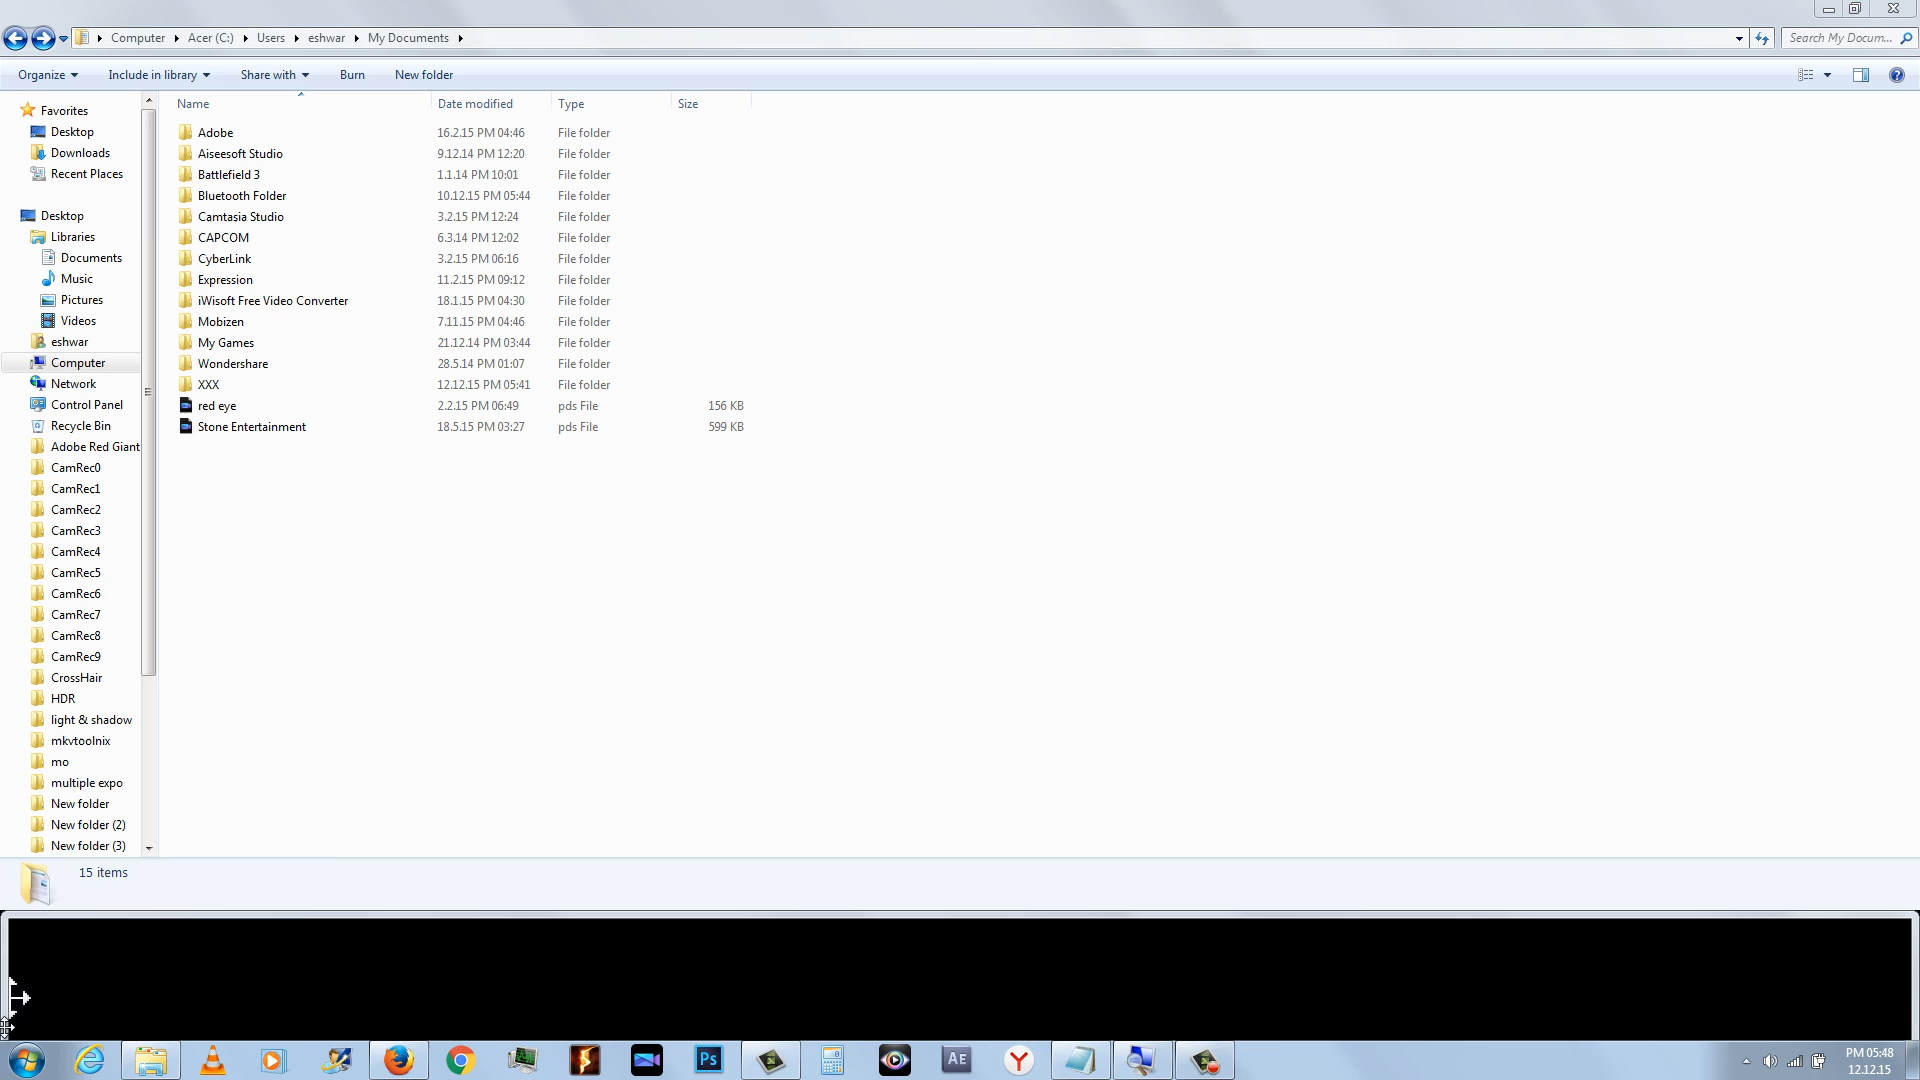 Computer Acer (C:) Users eshwar My Documents
Search My Docum...
Organize Include in library Share with Burn New folder
Name Date modified Type Size
Favorites
Desktop
Downloads
Recent Places
Desktop
Libraries
Documents
Music
Pictures
Videos
eshwar
Computer
Network
Control Panel
Recycle Bin
Adobe Red Giant
CamRec0
CamRec1
CamRec2
CamRec3
CamRec4
CamRec5
CamRec6
CamRec7
CamRec8
CamRec9
CrossHair
HDR
light & shadow
mkvtoolnix
mo
multiple expo
New folder
New folder (2)
New folder (3)
Adobe 16.2.15 PM 04:46 File folder
Aiseesoft Studio 9.12.14 PM 12:20 File folder
Battlefield 3 1.1.14 PM 10:01 File folder
Bluetooth Folder 10.12.15 PM 05:44 File folder
Camtasia Studio 3.2.15 PM 12:24 File folder
CAPCOM 6.3.14 PM 12:02 File folder
CyberLink 3.2.15 PM 06:16 File folder
Expression 11.2.15 PM 09:12 File folder
iWisoft Free Video Converter 18.1.15 PM 04:30 File folder
Mobizen 7.11.15 PM 04:46 File folder
My Games 21.12.14 PM 03:44 File folder
Wondershare 28.5.14 PM 01:07 File folder
XXX 12.12.15 PM 05:41 File folder
red eye 2.2.15 PM 06:49 pds File 156 KB
Stone Entertainment 18.5.15 PM 03:27 pds File 599 KB
15 items
Ps
AE
PM 05:48
12.12.15